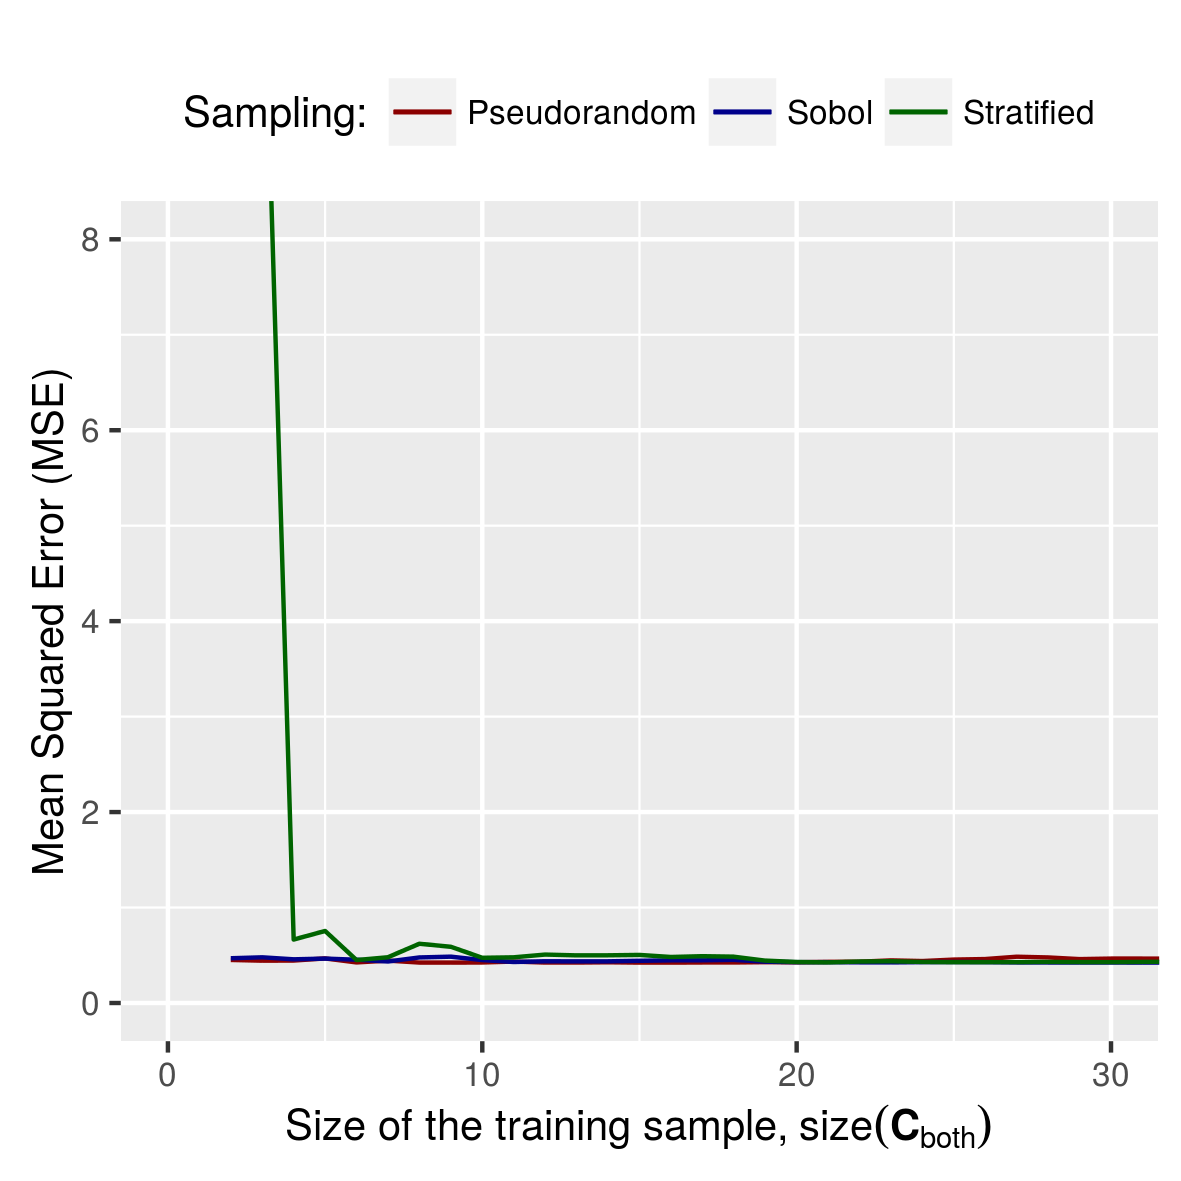 Sampling: Pseudorandom Sobol Stratified
8
6
4
2
0
Mean Squared Error (MSE)
0 10 20 30
Size of the training sample, size(Cboth)